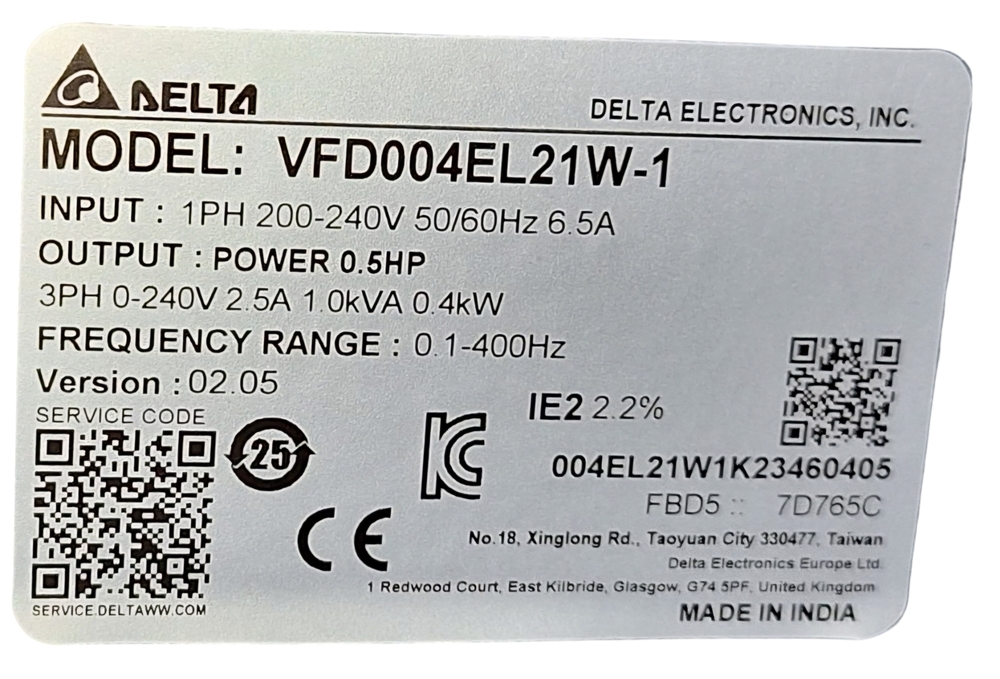 DELTA
DELTA ELECTRONICS, INC.
MODEL: VFD004EL21W-1
INPUT : 1PH 200-240V 50/60Hz 6.5A
OUTPUT : POWER 0.5HP
3PH 0-240V 2.5A 1.0kVA 0.4kW
FREQUENCY RANGE : 0.1-400Hz
Version : 02.05
SERVICE CODE
25
IE2 2.2%
004EL21W1K23460405
FBD5 :: 7D765C
No.18, Xinglong Rd., Taoyuan City 330477, Taiwan
Delta Electronics Europe Ltd.
1 Redwood Court, East Kilbride, Glasgow, G74 5PF, United Kingdom
SERVICE.DELTAWW.COM
MADE IN INDIA